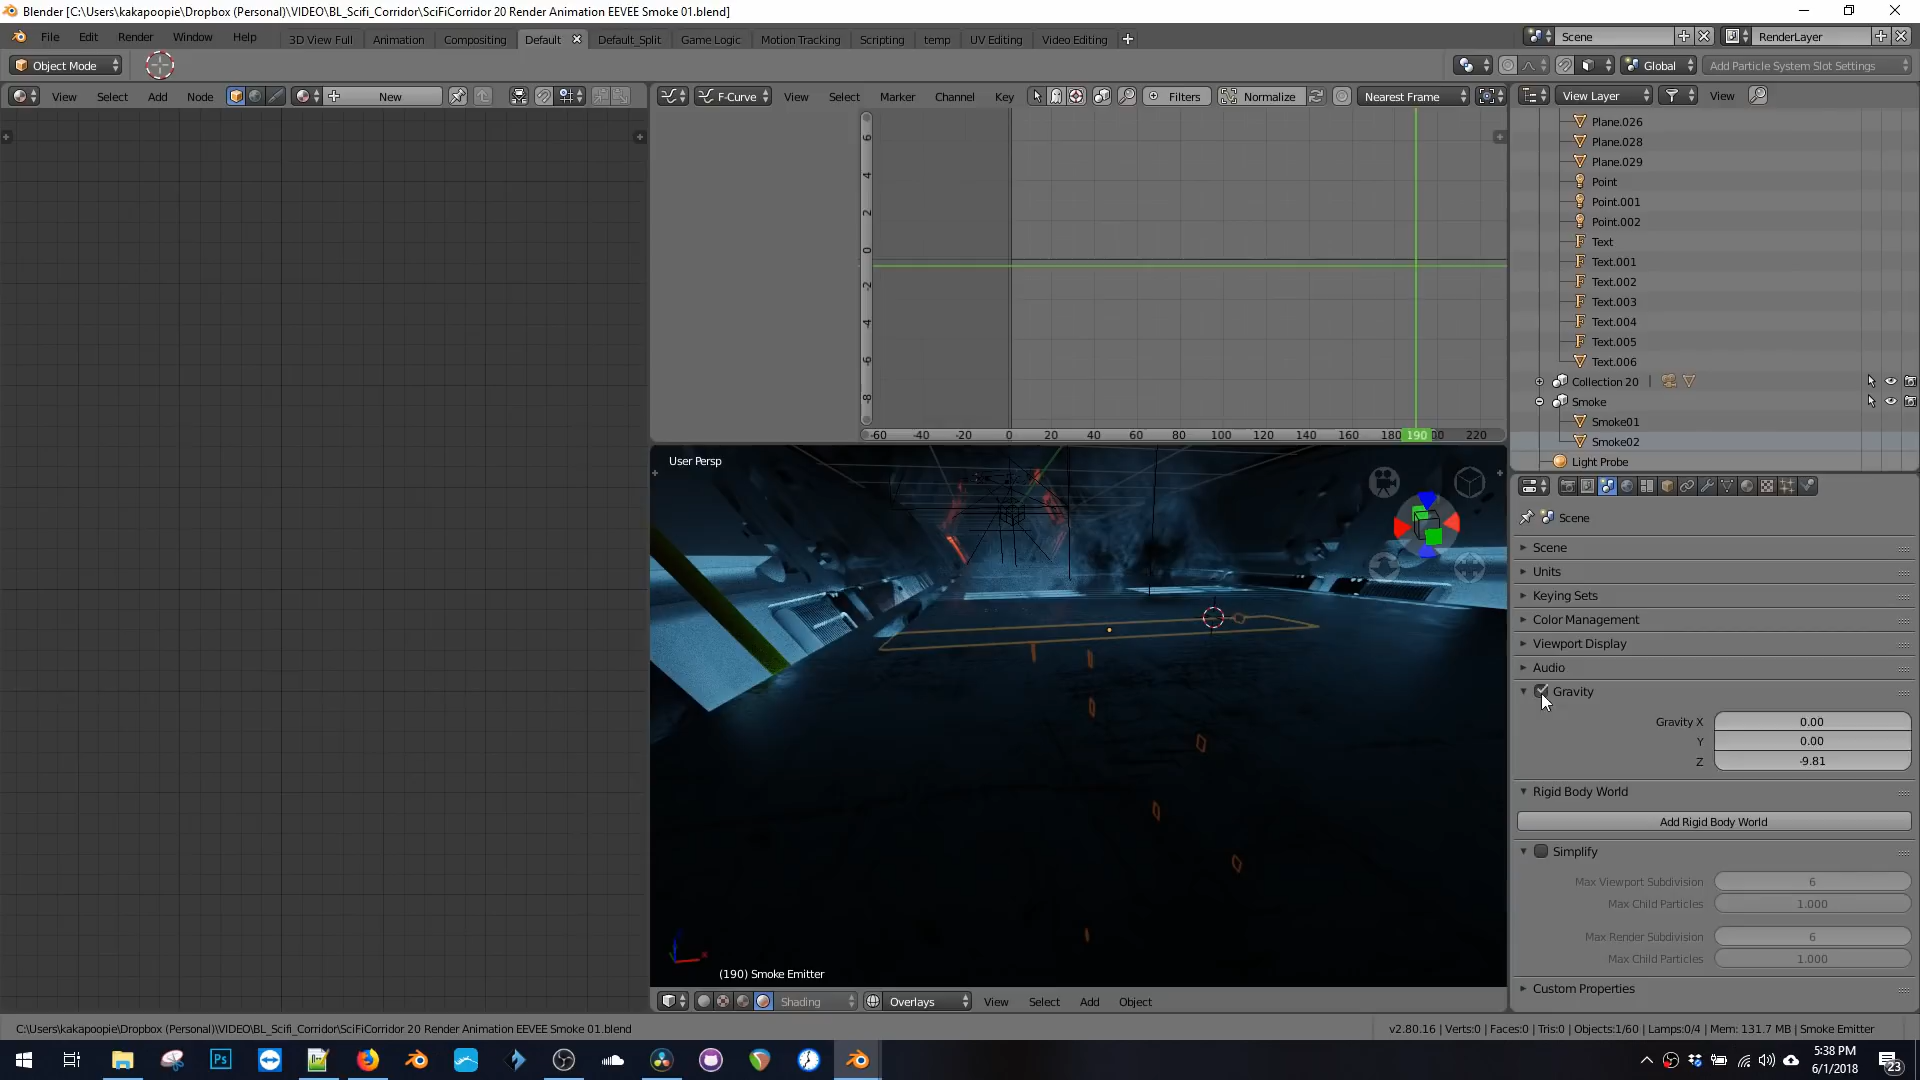 Blender [C:\Users\kakapoopie\Dropbox (Personal)\VIDEO\BL_Scifi_Corridor\SciFiCorridor 20 Render Animation EEVEE Smoke 01.blend]
File Edit Render Window Help 3D View Full Animation Compositing Default Default_Split Game Logic Motion Tracking Scripting temp UV Editing Video Editing Scene RenderLayer
Object Mode Global Add Particle System Slot Settings
View Select Add Node New F-Curve View Select Marker Channel Key Filters Normalize Nearest Frame View Layer View
Plane.026
Plane.028
Plane.029
Point
Point.001
Point.002
Text
Text.001
Text.002
Text.003
Text.004
Text.005
Text.006
Collection 20
Smoke
Smoke01
Smoke02
Light Probe
6
4
2
0
-2
-4
-6
-8
-60 -40 -20 0 20 40 60 80 100 120 140 160 180 190 220
User Persp
Scene
Scene
Units
Keying Sets
Color Management
Viewport Display
Audio
Gravity
Gravity X 0.00
Y 0.00
Z -9.81
Rigid Body World
Add Rigid Body World
Simplify
Max Viewport Subdivision 6
Max Child Particles 1.000
Max Render Subdivision 6
Max Child Particles 1.000
Custom Properties
(190) Smoke Emitter
Shading Overlays View Select Add Object
C:\Users\kakapoopie\Dropbox (Personal)\VIDEO\BL_Scifi_Corridor\SciFiCorridor 20 Render Animation EEVEE Smoke 01.blend
v2.80.16 | Verts:0 | Faces:0 | Tris:0 | Objects:1/60 | Lamps:0/4 | Mem: 131.7 MB | Smoke Emitter
Ps
5:38 PM
6/1/2018
23